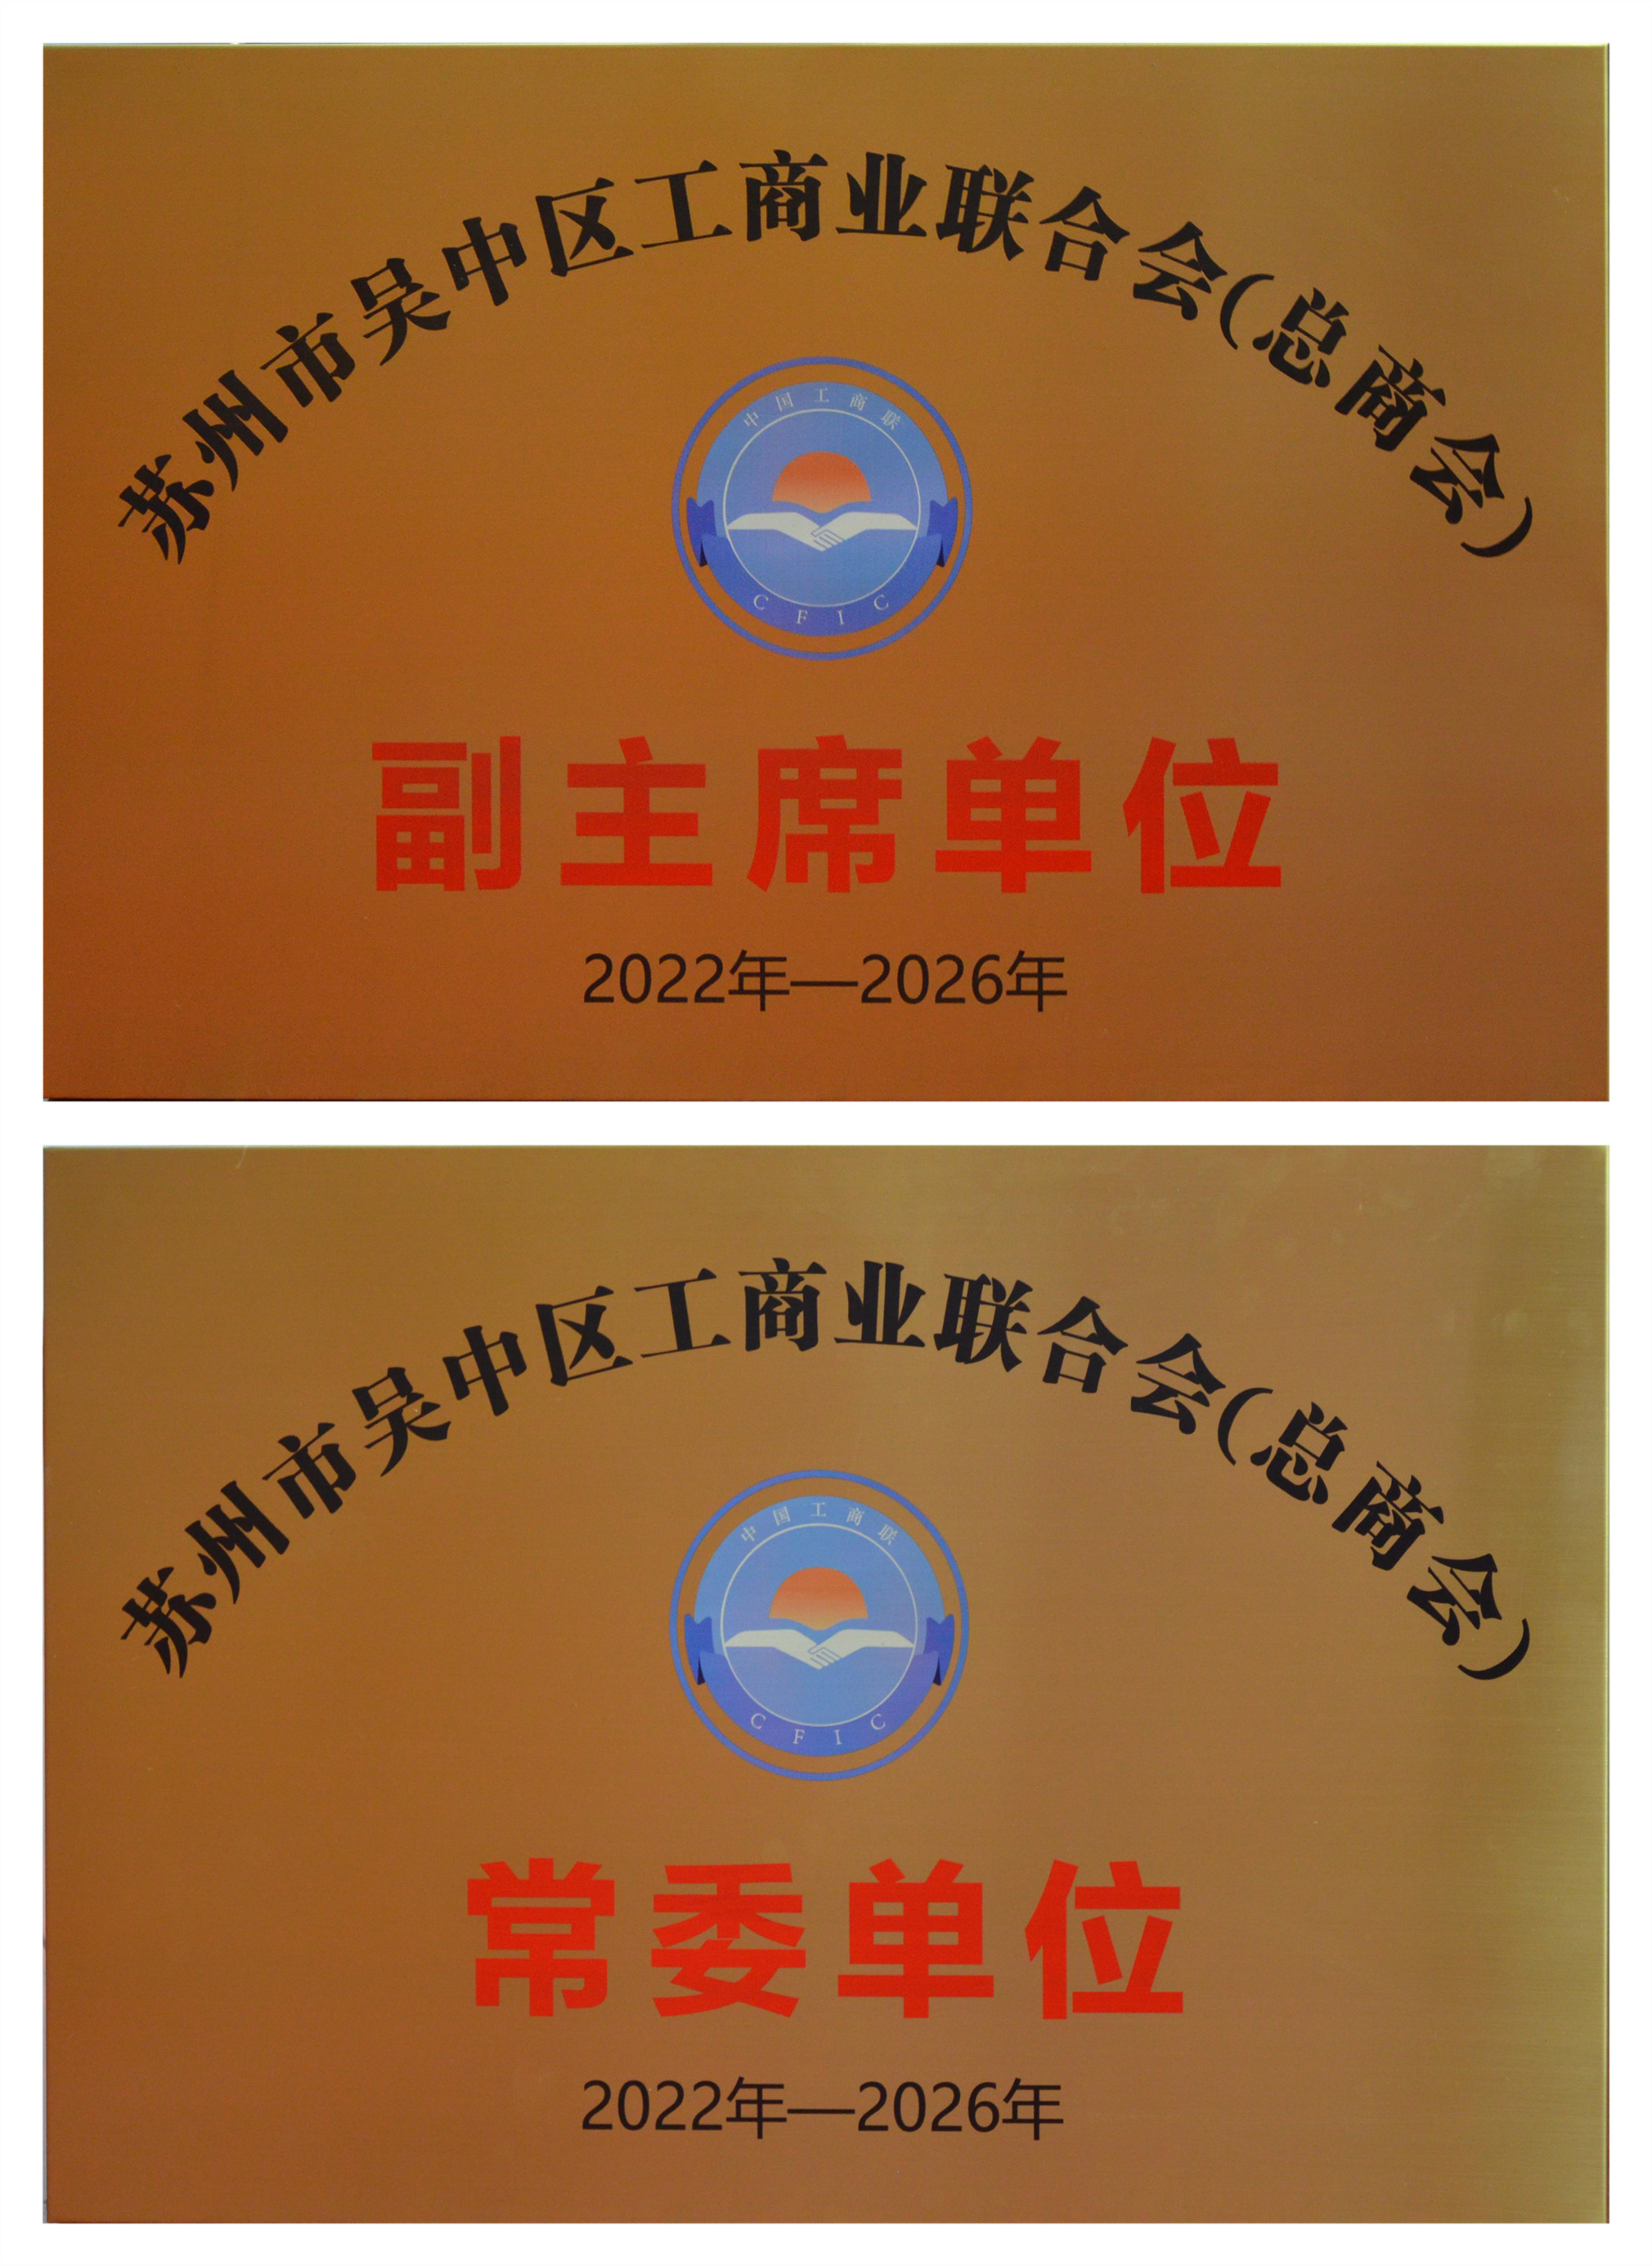 苏州市吴中区工商业联合会(总商会)
中国工商联
CFIC
副主席单位
2022年—2026年
苏州市吴中区工商业联合会(总商会)
中国工商联
CFIC
常委单位
2022年—2026年